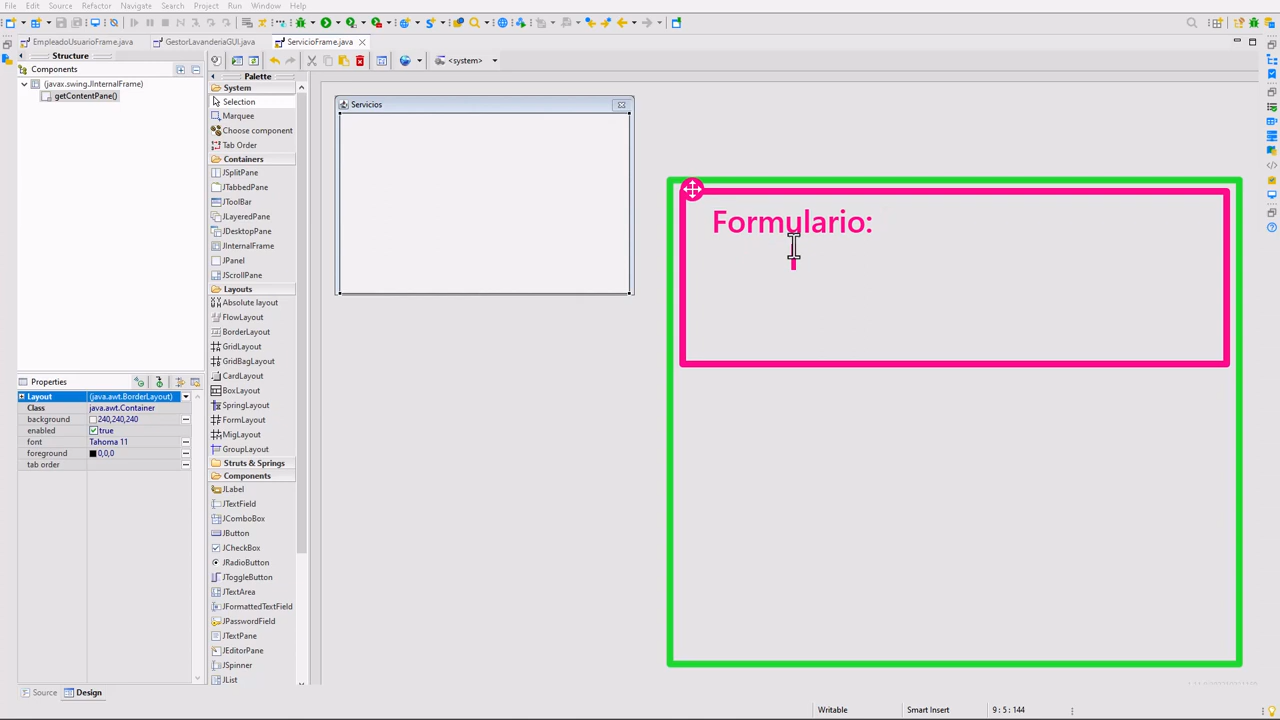 File Edit Source Refactor Navigate Search Project Run Window Help
EmpleadoUsuarioFrame.java
GestorLavanderiaGUI.java
ServicioFrame.java
Structure
Components
(javax.swing.JInternalFrame)
getContentPane()
Properties
Layout (java.awt.BorderLayout)
Class java.awt.Container
background 240,240,240
enabled true
font Tahoma 11
foreground 0,0,0
tab order
Source
Design
<system>
Palette
System
Selection
Marquee
Choose component
Tab Order
Containers
JSplitPane
JTabbedPane
JToolBar
JLayeredPane
JDesktopPane
JInternalFrame
JPanel
JScrollPane
Layouts
Absolute layout
FlowLayout
BorderLayout
GridLayout
GridBagLayout
CardLayout
BoxLayout
SpringLayout
FormLayout
MigLayout
GroupLayout
Struts & Springs
Components
JLabel
JTextField
JComboBox
JButton
JCheckBox
JRadioButton
JToggleButton
JTextArea
JFormattedTextField
JPasswordField
JTextPane
JEditorPane
JSpinner
JList
Servicios
Formulario:
Writable
Smart Insert
9 : 5 : 144